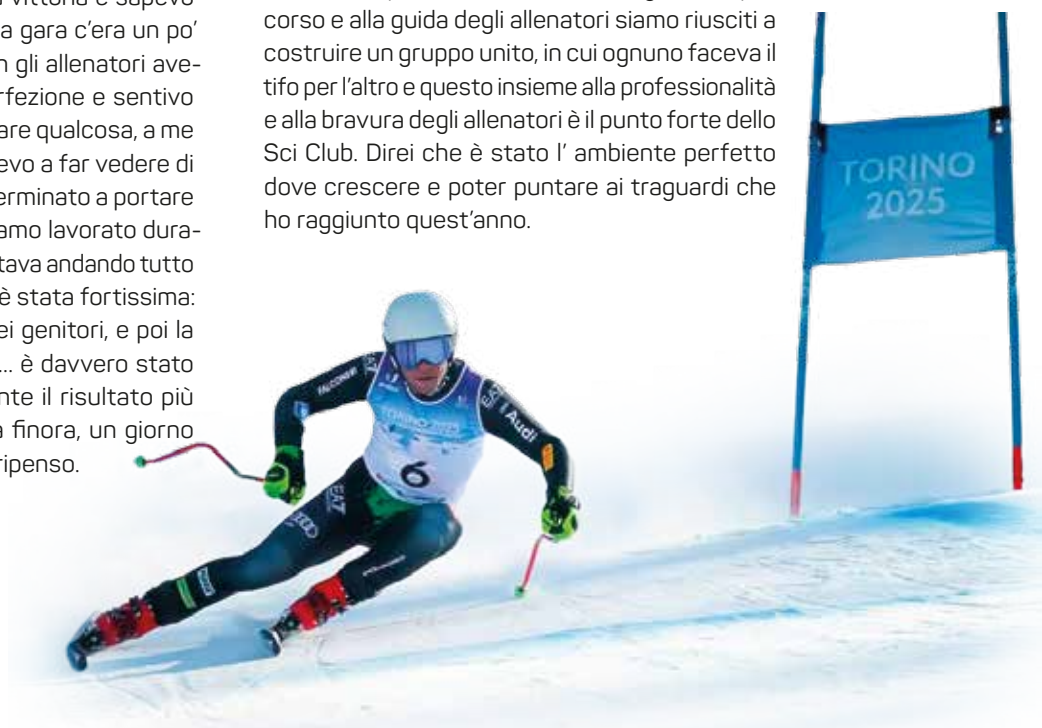 a vittoria e sapevo
a gara c'era un po'
n gli allenatori ave-
rfezione e sentivo
are qualcosa, a me
evo a far vedere di
erminato a portare
amo lavorato dura-
tava andando tutto
è stata fortissima:
ei genitori, e poi la
... è davvero stato
nte il risultato più
a finora, un giorno
ripenso.
corso e alla guida degli allenatori siamo riusciti a
costruire un gruppo unito, in cui ognuno faceva il
tifo per l'altro e questo insieme alla professionalità
e alla bravura degli allenatori è il punto forte dello
Sci Club. Direi che è stato l' ambiente perfetto
dove crescere e poter puntare ai traguardi che
ho raggiunto quest'anno.
TORINO
2025
FALCONERI
Audi
TORINO
6